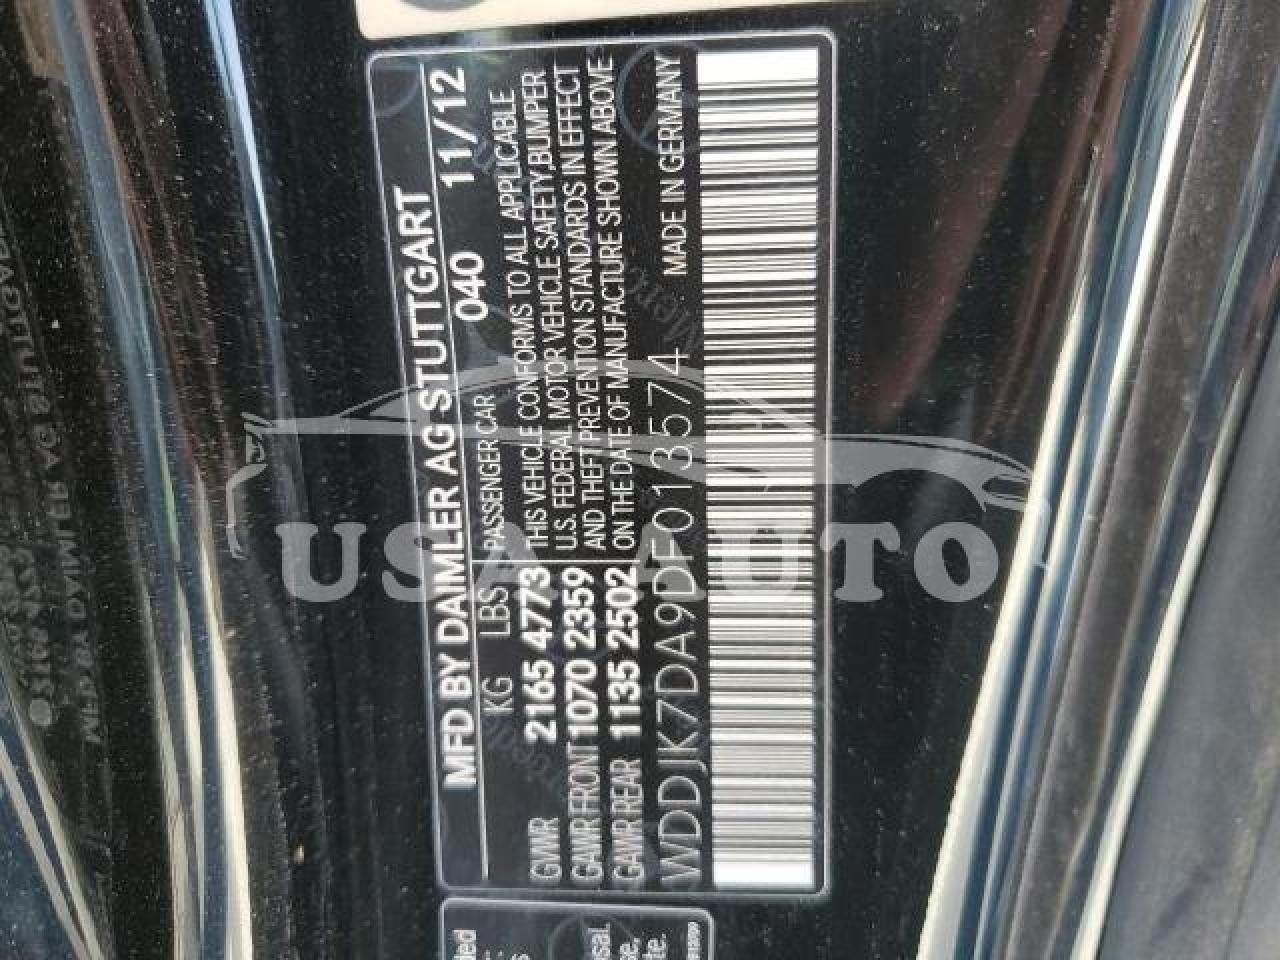 MFD BY DAIMLER AG STUTTGART
040 11/12
KG LBS PASSENGER CAR
GVWR 2165 4773 THIS VEHICLE CONFORMS TO ALL APPLICABLE
GAWR FRONT 1070 2359 U.S. FEDERAL MOTOR VEHICLE SAFETY,BUMPER
GAWR REAR 1135 2502 AND THEFT PREVENTION STANDARDS IN EFFECT
ON THE DATE OF MANUFACTURE SHOWN ABOVE
WDDJK7DA9DF013574 MADE IN GERMANY
USA AUTO